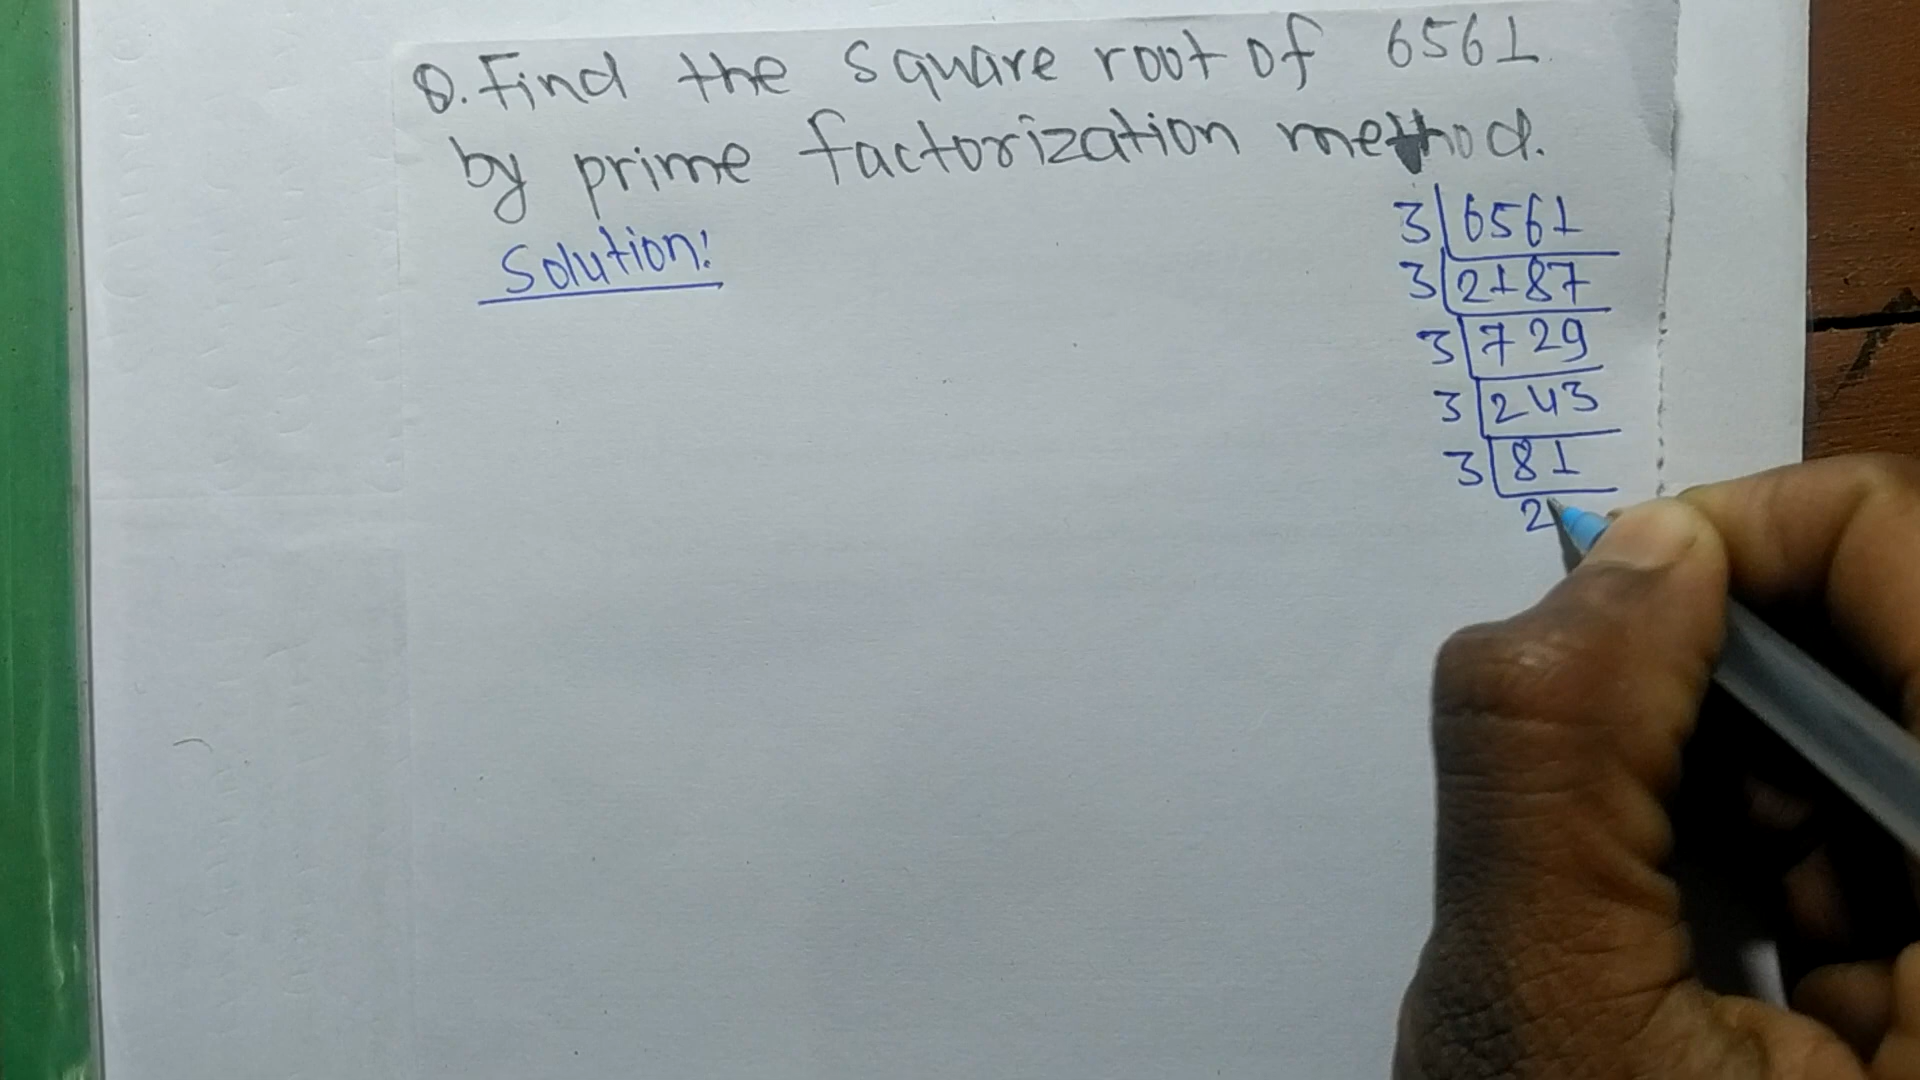 Q. Find the square root of 6561
by prime factorization method.
Solution:
3 6561
3 2187
3 729
3 243
3 81
2